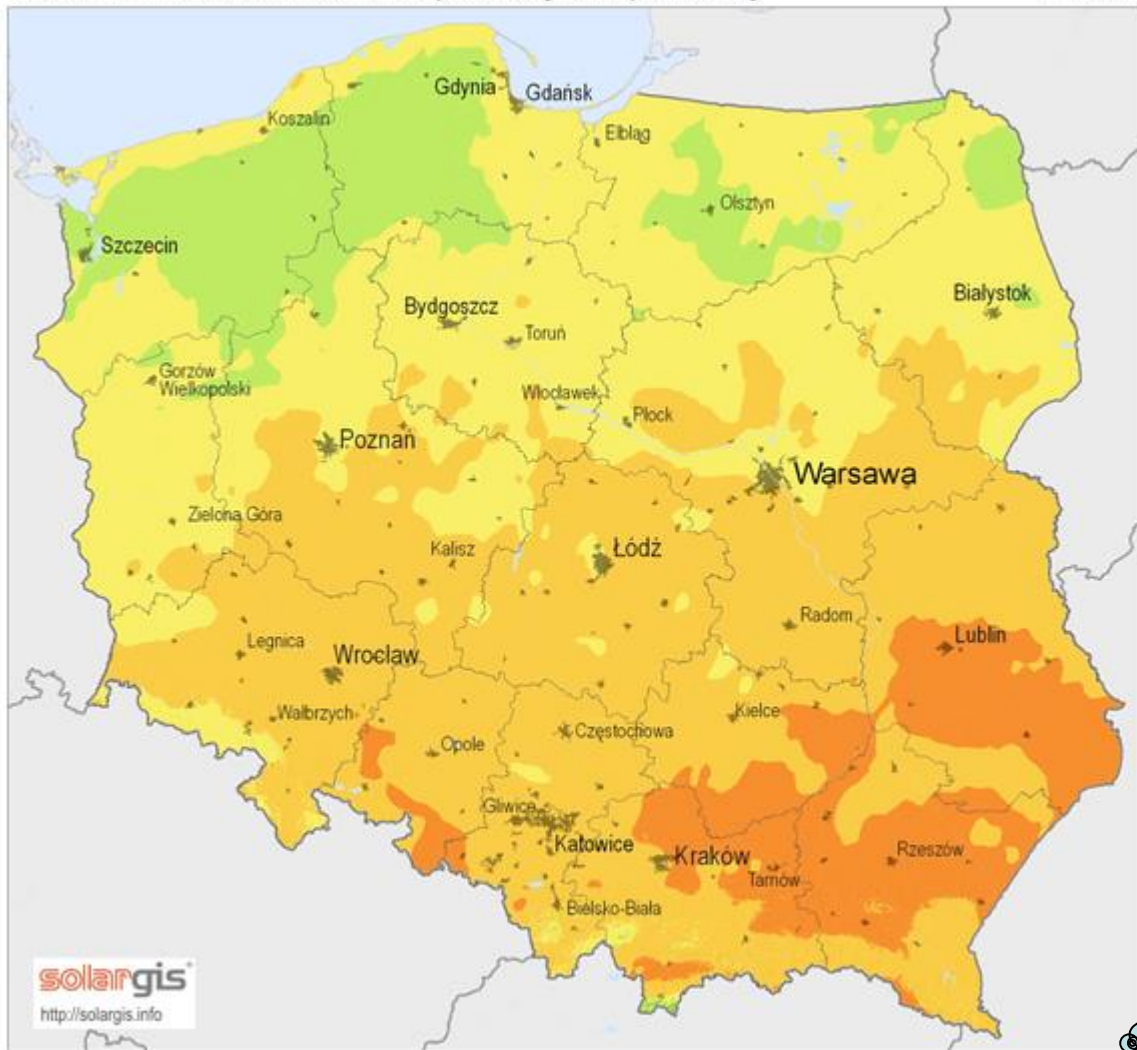 Gdynia
Gdańsk
Koszalin
Elbląg
Olsztyn
Szczecin
Białystok
Bydgoszcz
Toruń
Gorzów
Wielkopolski
Włocławek
Płock
Poznań
Warsawa
Zielona Góra
Kalisz
Łódź
Radom
Legnica
Wrocław
Lublin
Wałbrzych
Kielce
Opole
Częstochowa
Gliwice
Katowice
Kraków
Rzeszów
Tarnów
Bielsko-Biała
solargis
http://solargis.info